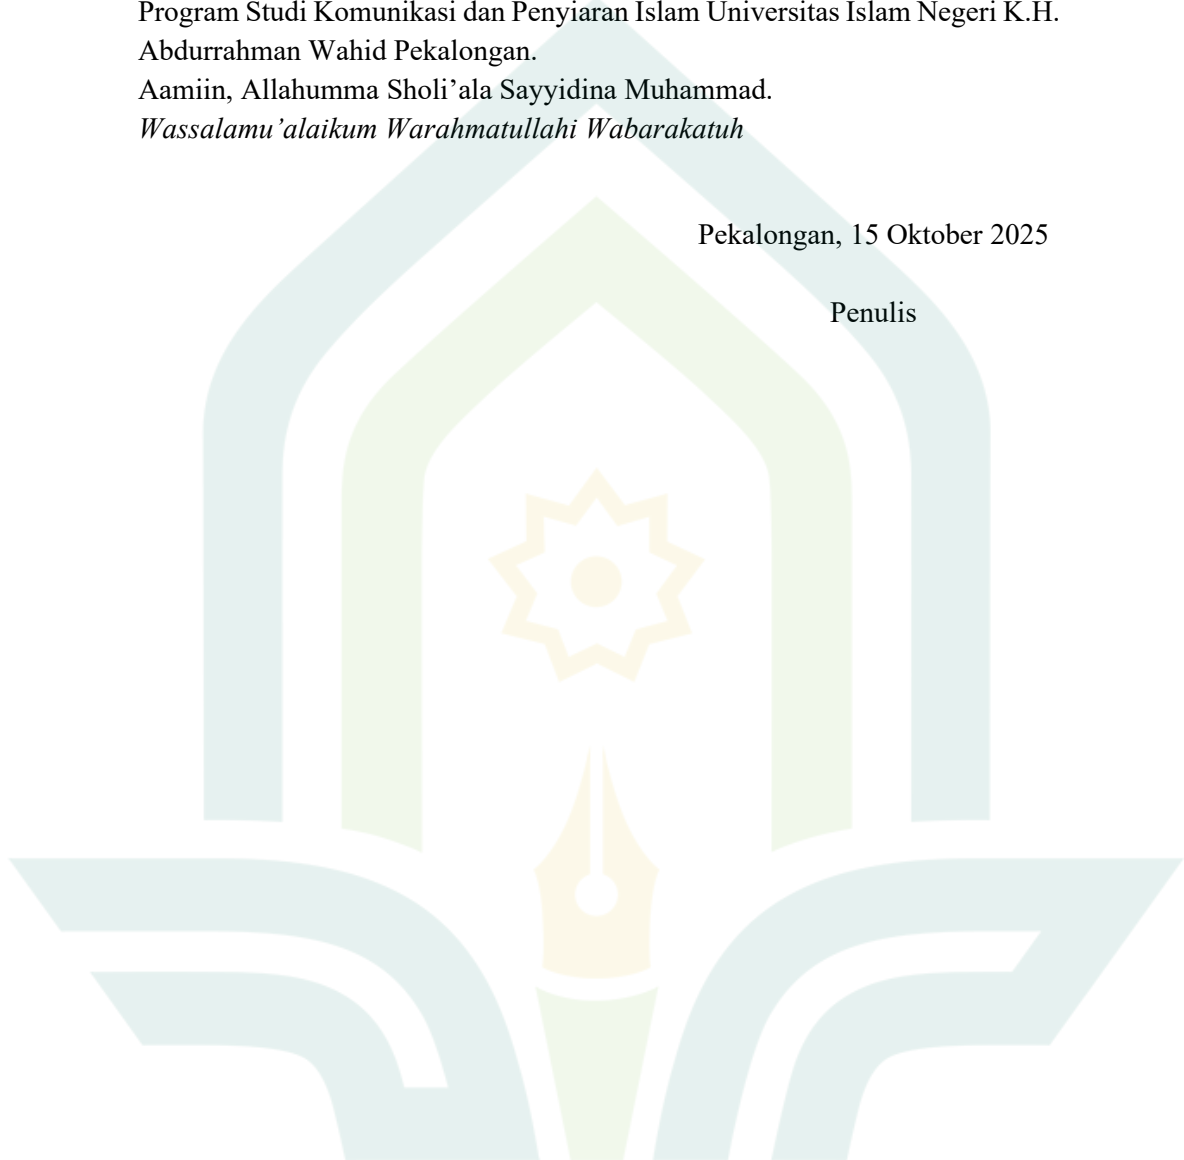 Program Studi Komunikasi dan Penyiaran Islam Universitas Islam Negeri K.H.
Abdurrahman Wahid Pekalongan.
Aamiin, Allahumma Sholi’ala Sayyidina Muhammad.
Wassalamu’alaikum Warahmatullahi Wabarakatuh
Pekalongan, 15 Oktober 2025
Penulis